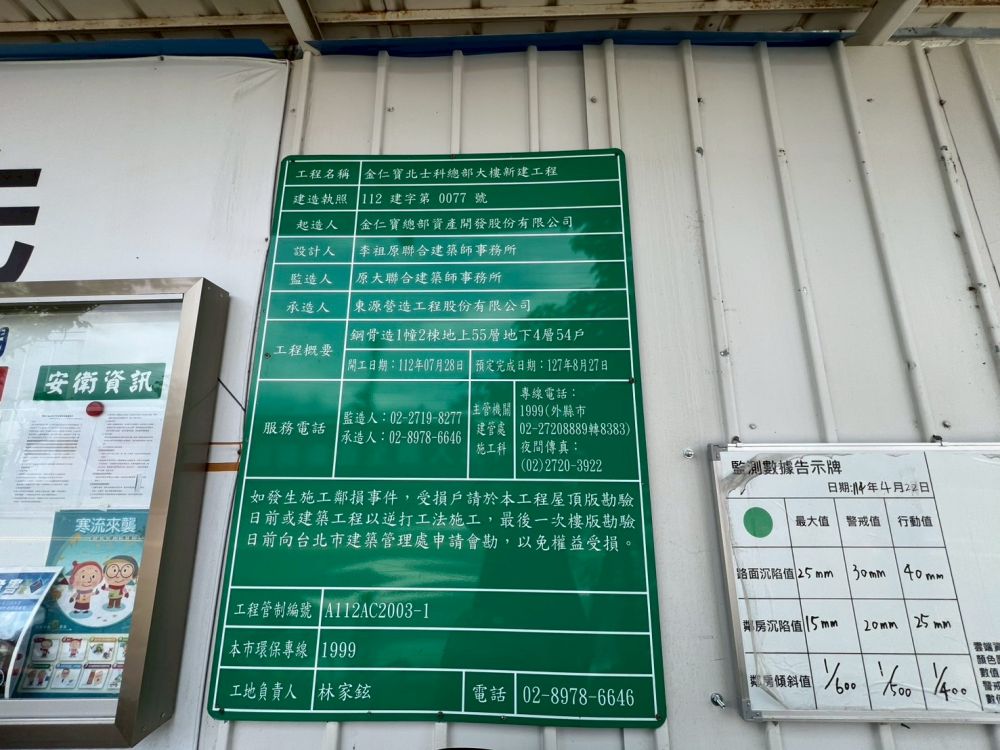 工程名稱 金仁寶北士科總部大樓新建工程
建造執照 112 建字第 0077 號
起造人 金仁寶總部資產開發股份有限公司
設計人 李祖原聯合建築師事務所
監造人 原大聯合建築師事務所
承造人 東源營造工程股份有限公司
工程概要 鋼骨造1幢2棟地上55層地下4層54戶
開工日期：112年07月28日 預定完成日期：127年8月27日
服務電話
監造人：02-2719-8277
承造人：02-8978-6646
主管機關
建管處
施工科
專線電話：
1999(外縣市
02-27208889轉8383)
夜間傳真：
(02)2720-3922
如發生施工鄰損事件，受損戶請於本工程屋頂版勘驗
日前或建築工程以逆打工法施工，最後一次樓版勘驗
日前向台北市建築管理處申請會勘，以免權益受損。
工程管制編號 A112AC2003-1
本市環保專線 1999
工地負責人 林家鉉 電話 02-8978-6646
安衛資訊
寒流來襲
監測數據告示牌
日期:114年4月22日
最大值 警戒值 行動值
路面沉陷值 25mm 30mm 40mm
鄰房沉陷值 15mm 20mm 25mm
鄰房傾斜值 1/600 1/500 1/400